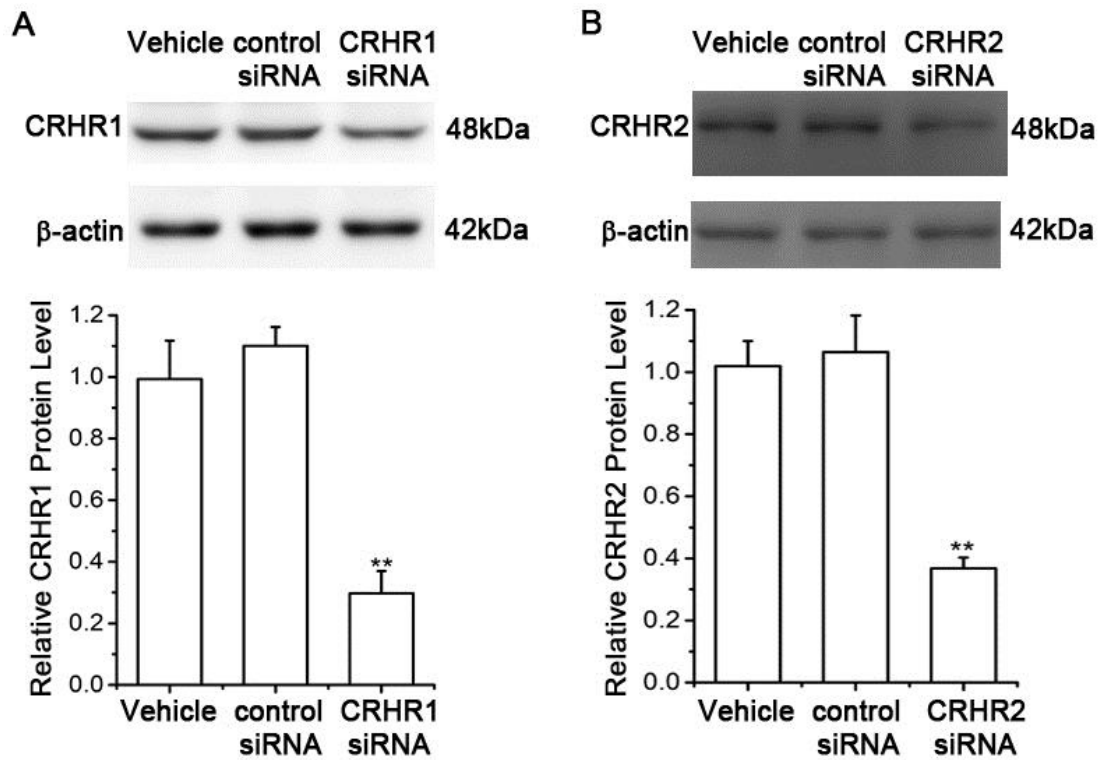 A
Vehicle control CRHR1
siRNA siRNA
CRHR1 48kDa
β-actin 42kDa
Relative CRHR1 Protein Level
1.2
1.0
0.8
0.6
0.4
0.2
0.0
**
Vehicle control CRHR1
siRNA siRNA
B
Vehicle control CRHR2
siRNA siRNA
CRHR2 48kDa
β-actin 42kDa
Relative CRHR2 Protein Level
1.2
1.0
0.8
0.6
0.4
0.2
0.0
**
Vehicle control CRHR2
siRNA siRNA